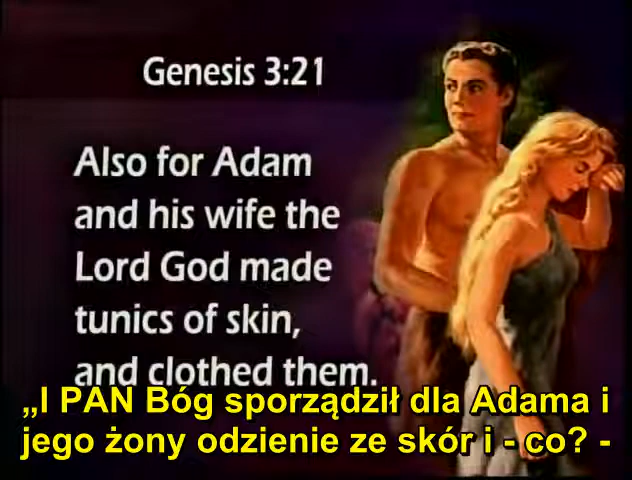 Genesis 3:21
Also for Adam
and his wife the
Lord God made
tunics of skin,
and clothed them.
„I PAN Bóg sporządził dla Adama i
jego żony odzienie ze skór i - co? -